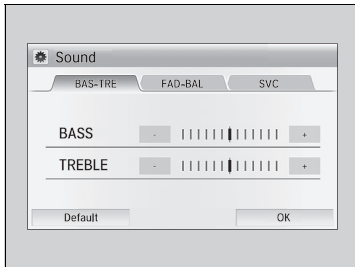 Sound
BAS-TRE FAD-BAL SVC
BASS - +
TREBLE - +
Default OK